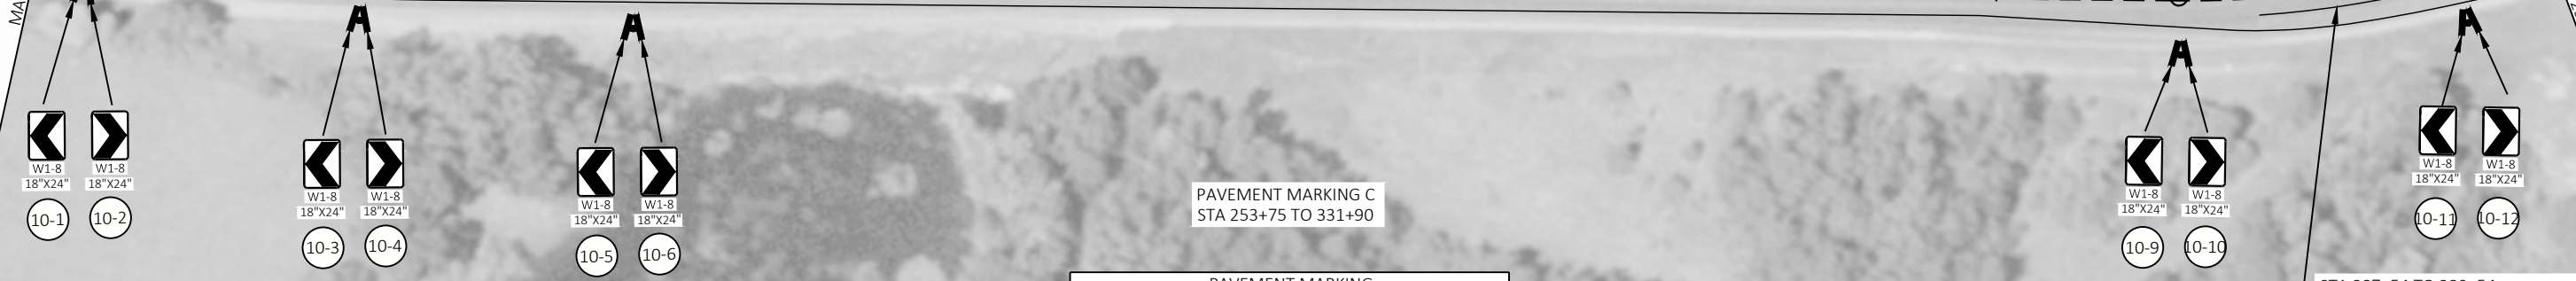 MA
A
A
A
A
W1-8
18"X24"
10-1
W1-8
18"X24"
10-2
W1-8
18"X24"
10-3
W1-8
18"X24"
10-4
W1-8
18"X24"
10-5
W1-8
18"X24"
10-6
PAVEMENT MARKING C
STA 253+75 TO 331+90
PAVEMENT MARKING
W1-8
18"X24"
10-9
W1-8
18"X24"
10-10
W1-8
18"X24"
10-11
W1-8
18"X24"
10-12